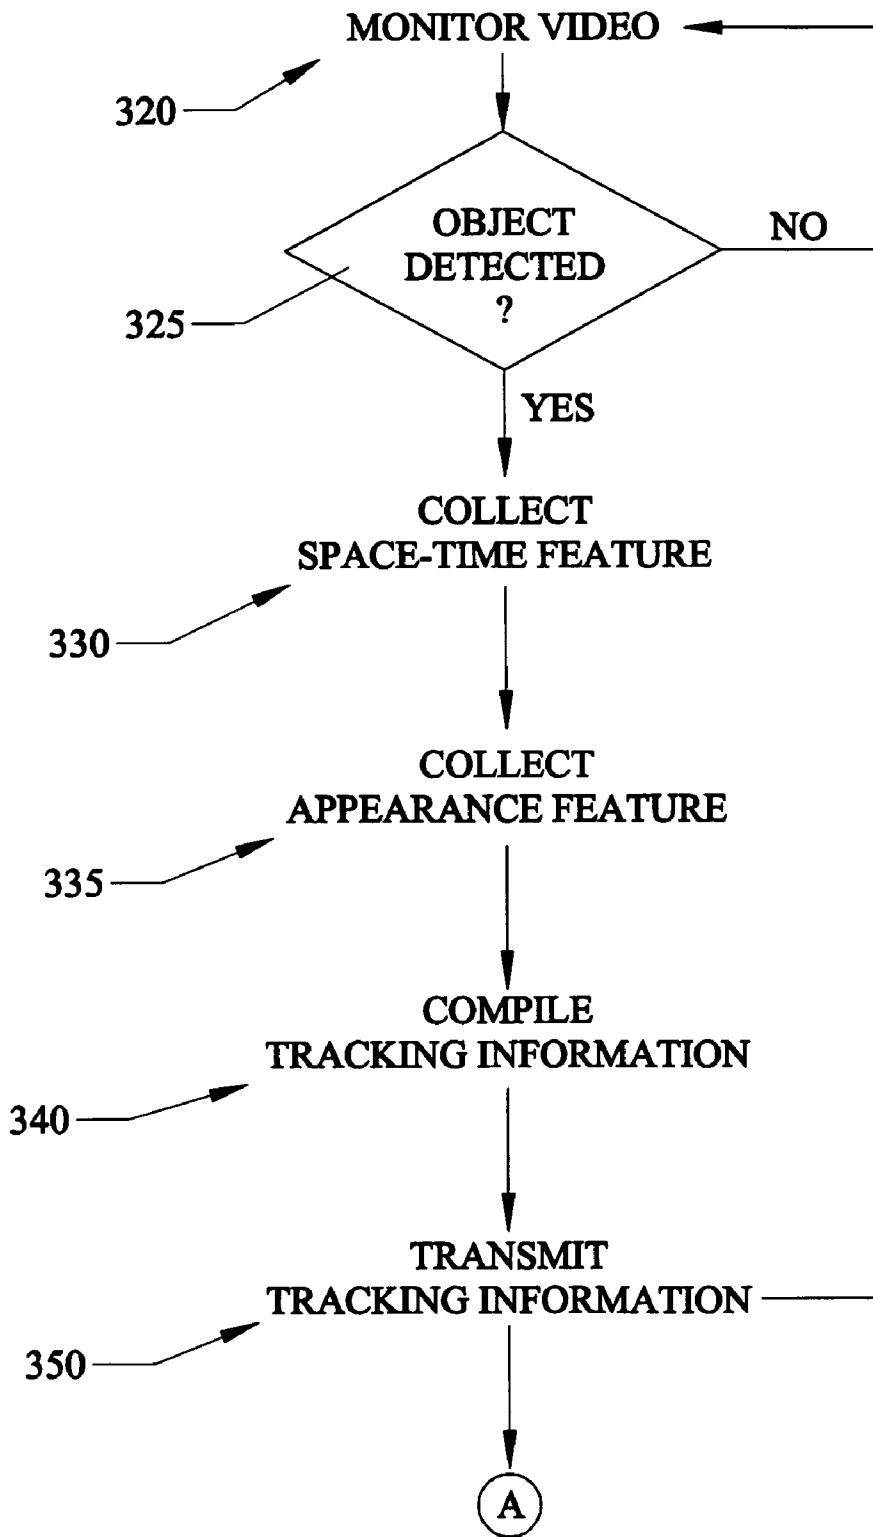 MONITOR VIDEO
320
OBJECT
DETECTED
?
NO
325
YES
COLLECT
SPACE-TIME FEATURE
330
COLLECT
APPEARANCE FEATURE
335
COMPILE
TRACKING INFORMATION
340
TRANSMIT
TRACKING INFORMATION
350
A